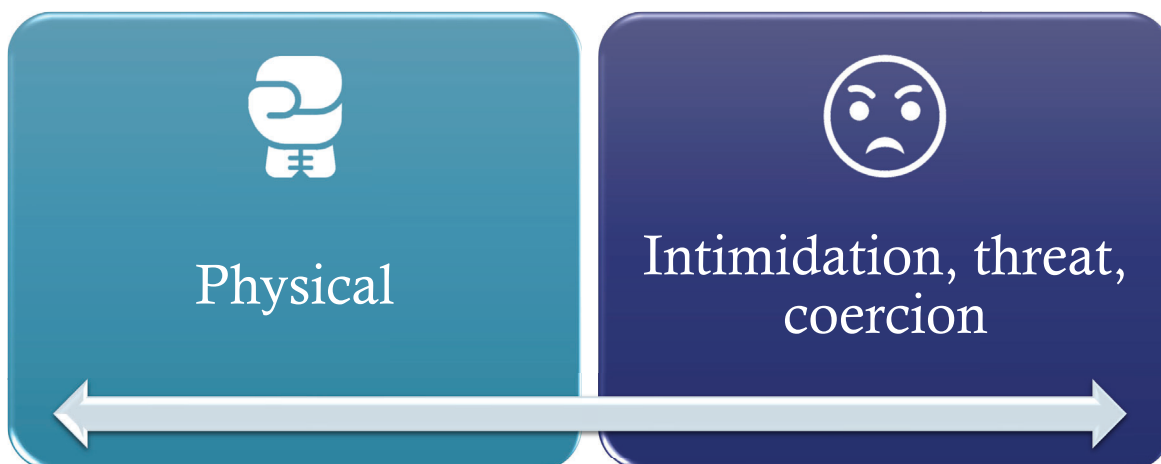 Physical
Intimidation, threat,
coercion